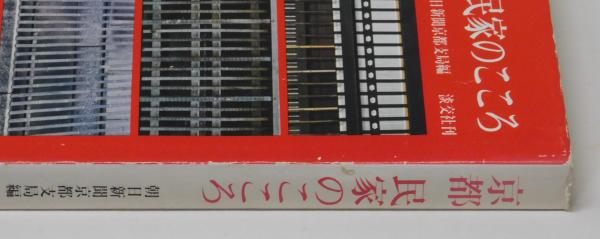 民家のこころ
日新聞京都支局編
淡交社刊
京都 民家のこころ
朝日新聞京都支局編